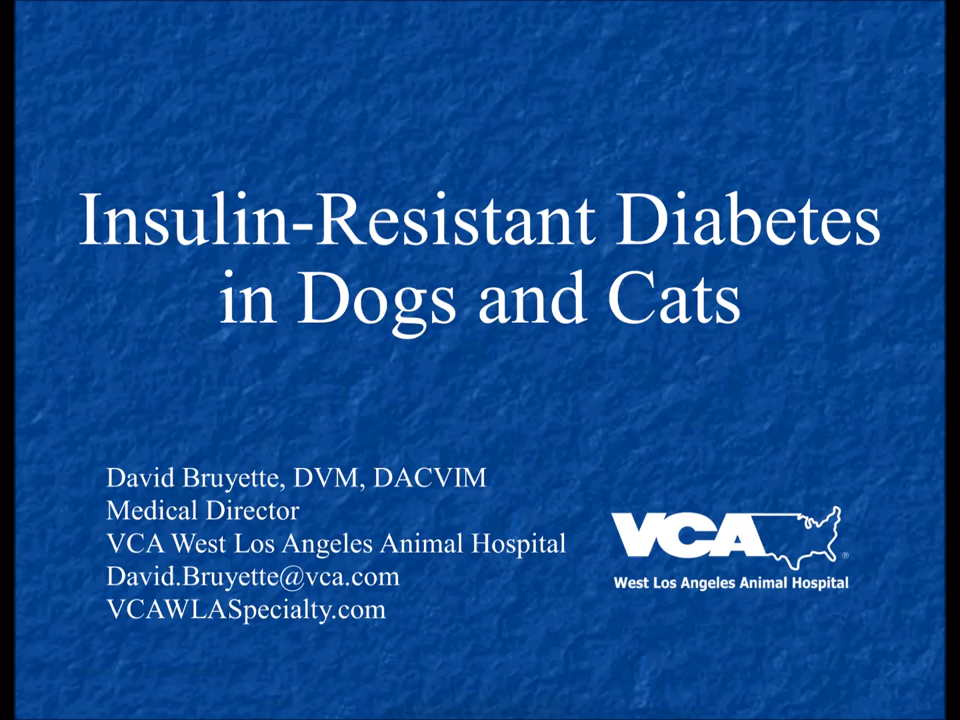 Insulin-Resistant Diabetes
in Dogs and Cats
David Bruyette, DVM, DACVIM
Medical Director
VCA West Los Angeles Animal Hospital
David.Bruyette@vca.com
VCAWLASpecialty.com
VCA®
West Los Angeles Animal Hospital